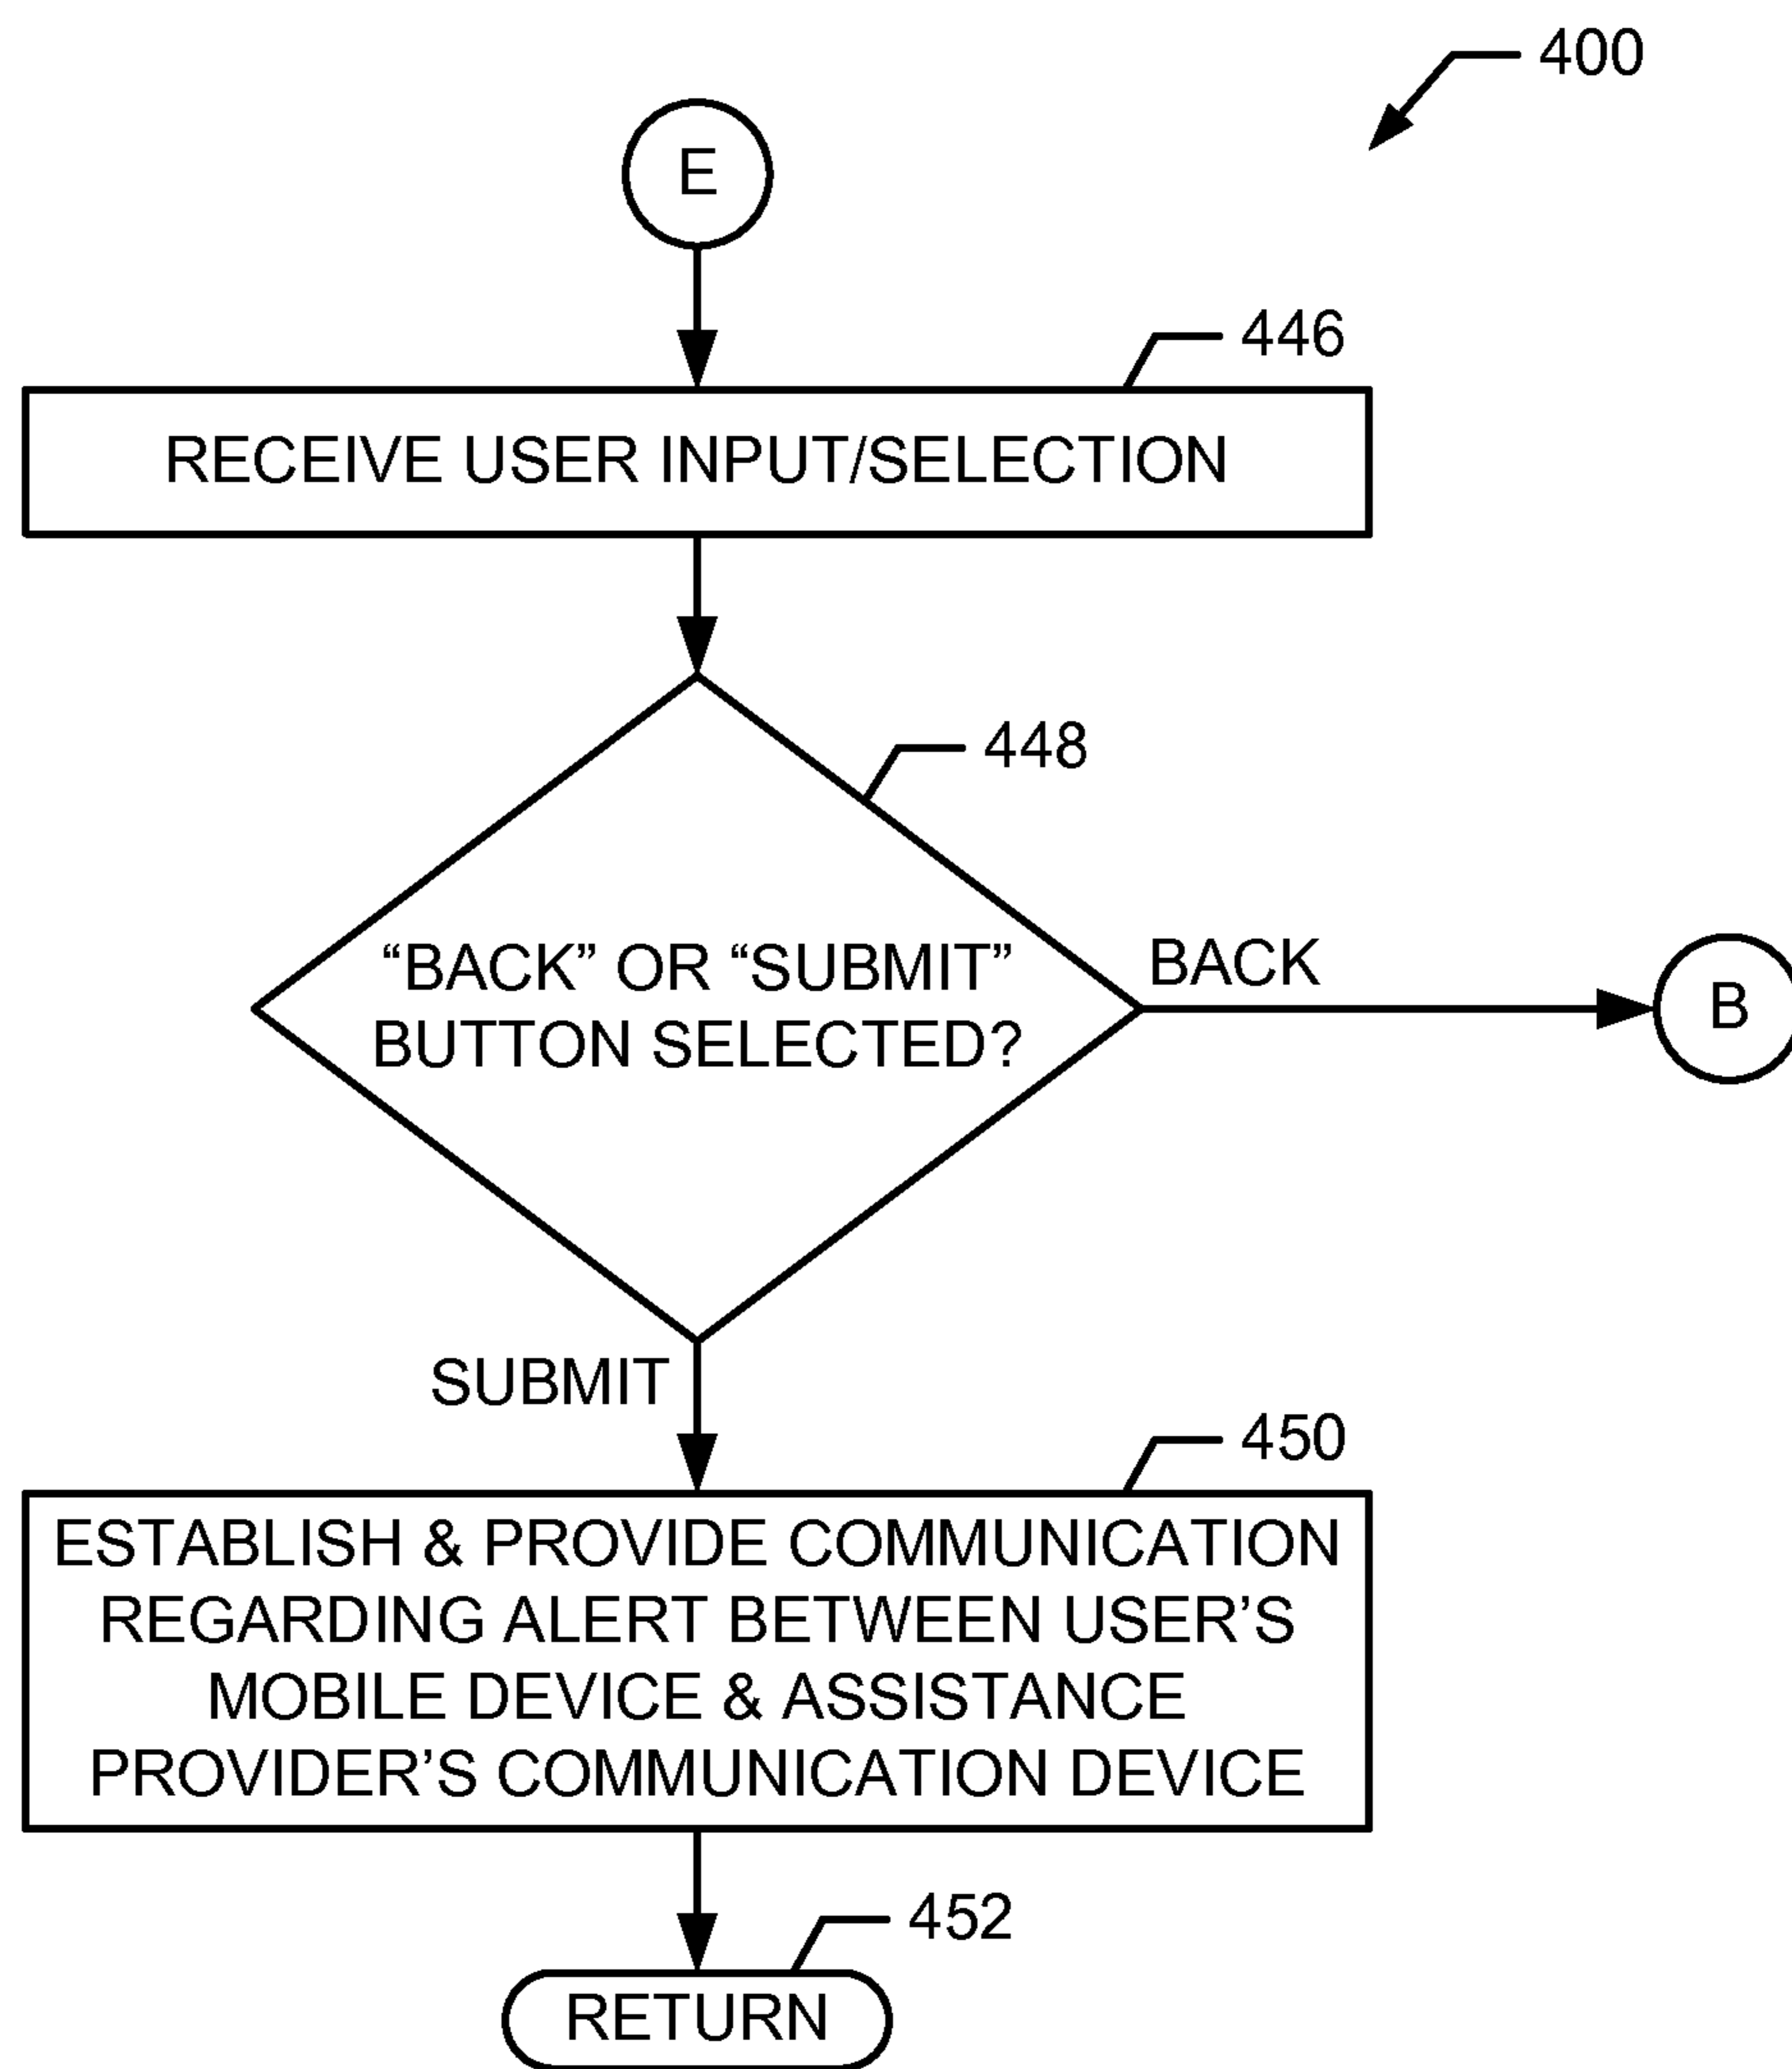 400
E
446
RECEIVE USER INPUT/SELECTION
448
“BACK” OR “SUBMIT”
BUTTON SELECTED?
BACK
B
SUBMIT
450
ESTABLISH & PROVIDE COMMUNICATION
REGARDING ALERT BETWEEN USER’S
MOBILE DEVICE & ASSISTANCE
PROVIDER’S COMMUNICATION DEVICE
452
RETURN